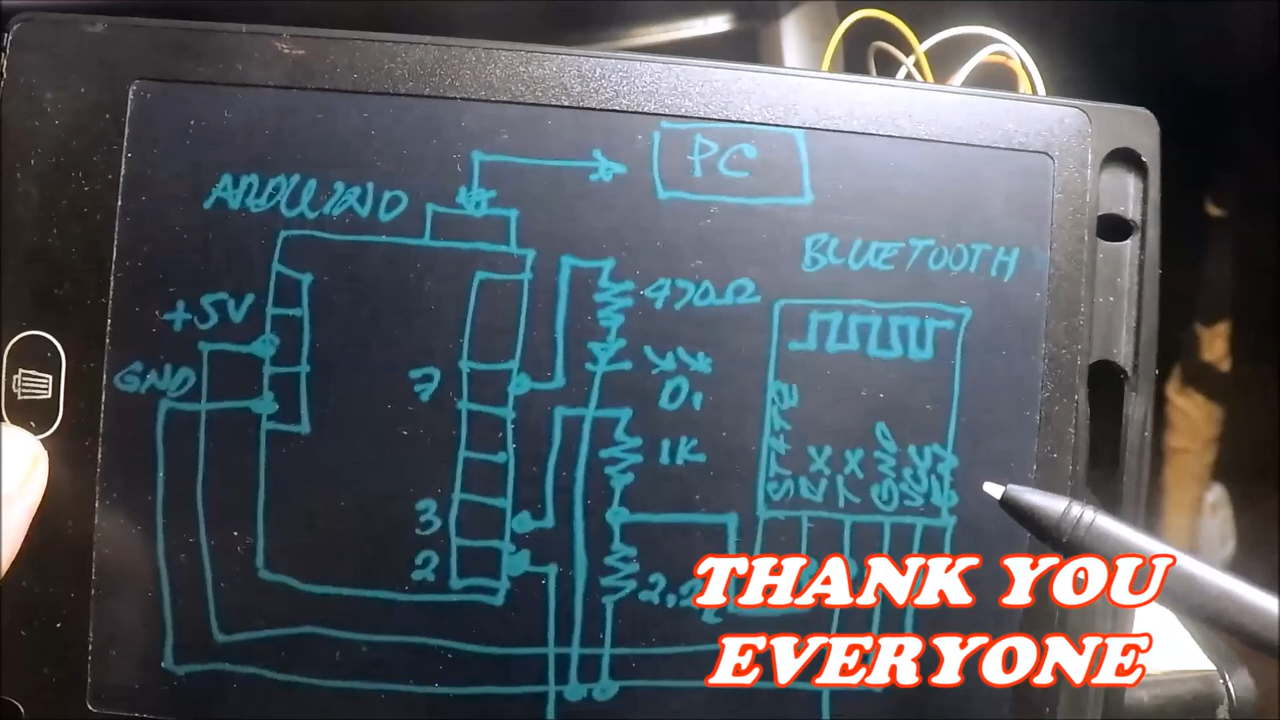 PC
ARDUINO
BLUETOOTH
+5V
470Ω
GND
7
D1
1K
STATE
RX
TX
GND
VCC
EN
3
2
THANK YOU
EVERYONE